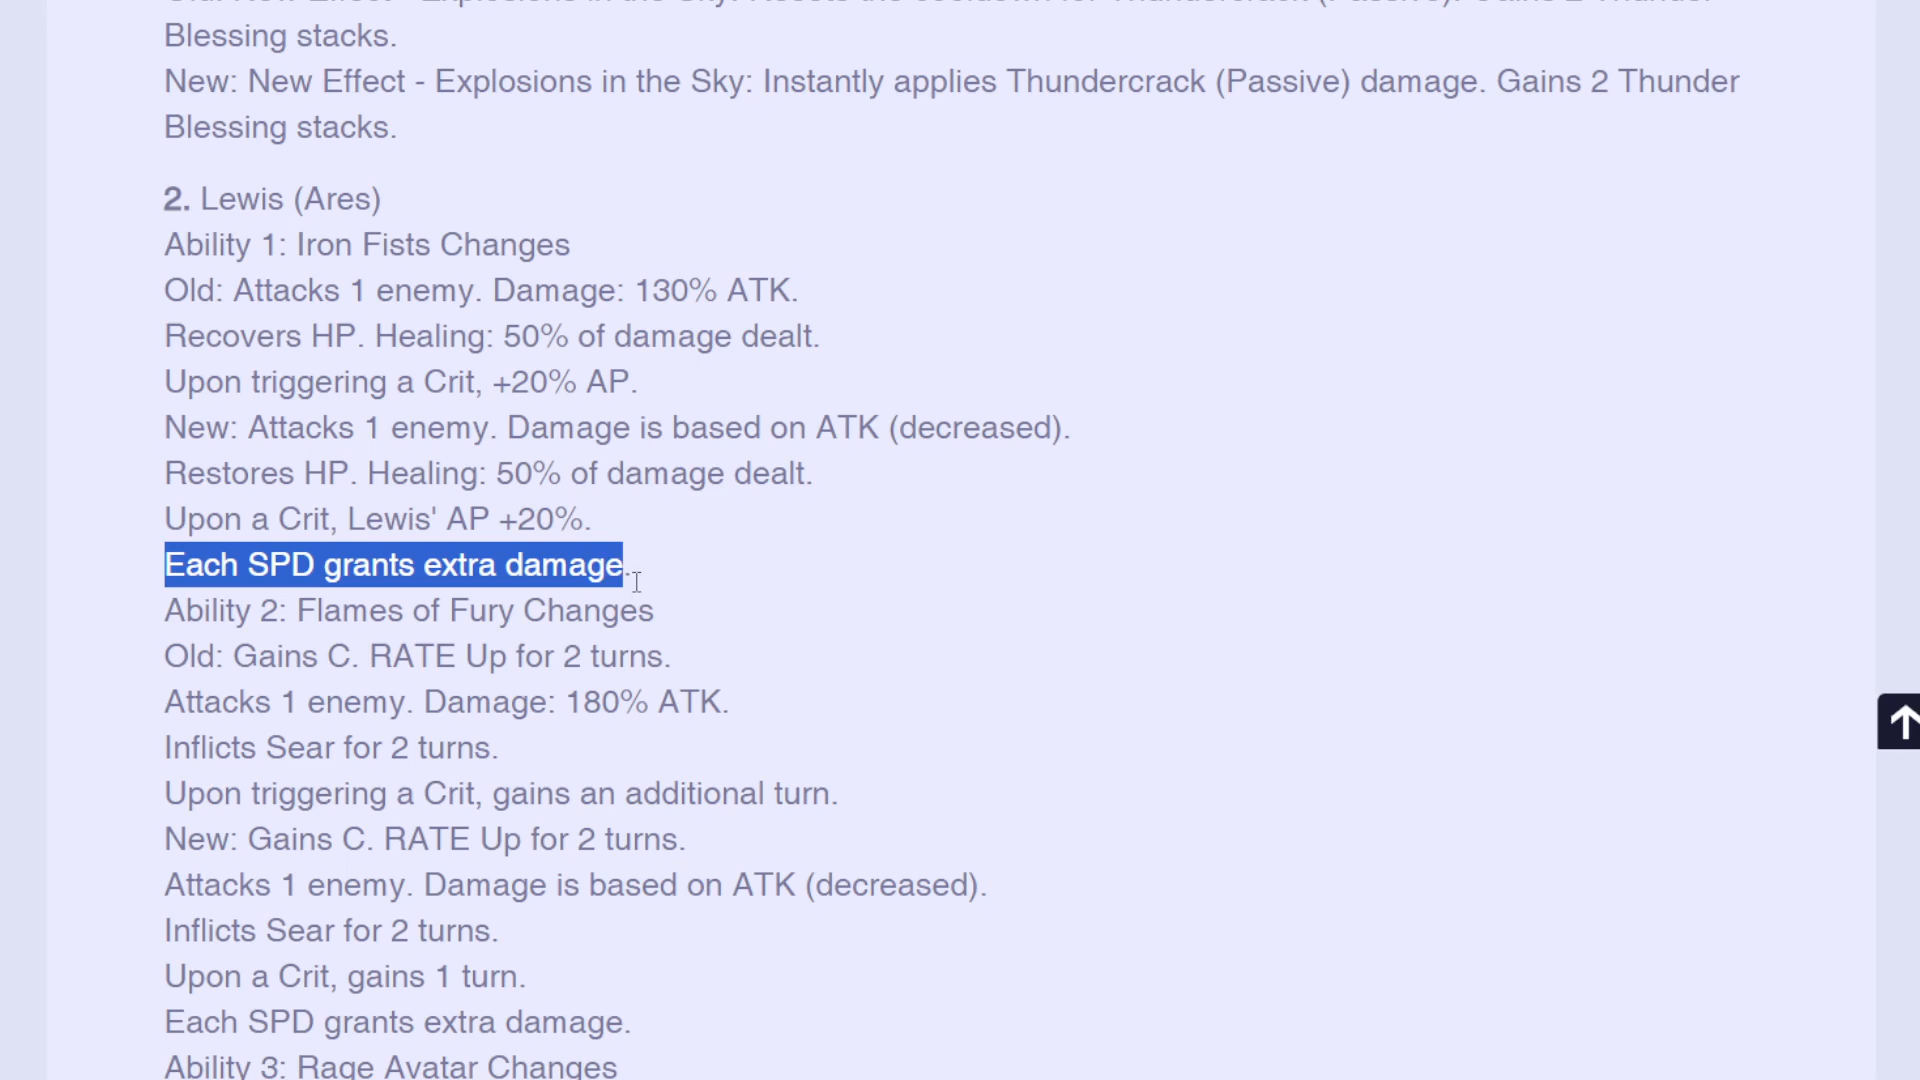 Blessing stacks.
New: New Effect - Explosions in the Sky: Instantly applies Thundercrack (Passive) damage. Gains 2 Thunder
Blessing stacks.
2. Lewis (Ares)
Ability 1: Iron Fists Changes
Old: Attacks 1 enemy. Damage: 130% ATK.
Recovers HP. Healing: 50% of damage dealt.
Upon triggering a Crit, +20% AP.
New: Attacks 1 enemy. Damage is based on ATK (decreased).
Restores HP. Healing: 50% of damage dealt.
Upon a Crit, Lewis' AP +20%.
Each SPD grants extra damage.
Ability 2: Flames of Fury Changes
Old: Gains C. RATE Up for 2 turns.
Attacks 1 enemy. Damage: 180% ATK.
Inflicts Sear for 2 turns.
Upon triggering a Crit, gains an additional turn.
New: Gains C. RATE Up for 2 turns.
Attacks 1 enemy. Damage is based on ATK (decreased).
Inflicts Sear for 2 turns.
Upon a Crit, gains 1 turn.
Each SPD grants extra damage.
Ability 3: Rage Avatar Changes